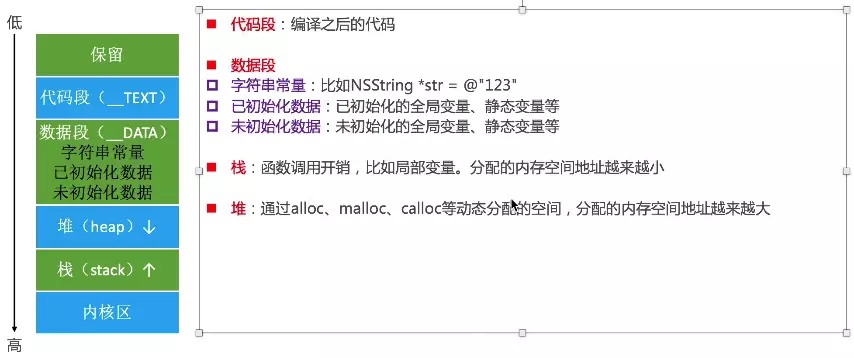 低
保留
代码段（__TEXT）
数据段（__DATA）
字符串常量
已初始化数据
未初始化数据
堆（heap）↓
栈（stack）↑
内核区
高
代码段：编译之后的代码
数据段
字符串常量：比如NSString *str = @"123"
已初始化数据：已初始化的全局变量、静态变量等
未初始化数据：未初始化的全局变量、静态变量等
栈：函数调用开销，比如局部变量。分配的内存空间地址越来越小
堆：通过alloc、malloc、calloc等动态分配的空间，分配的内存空间地址越来越大